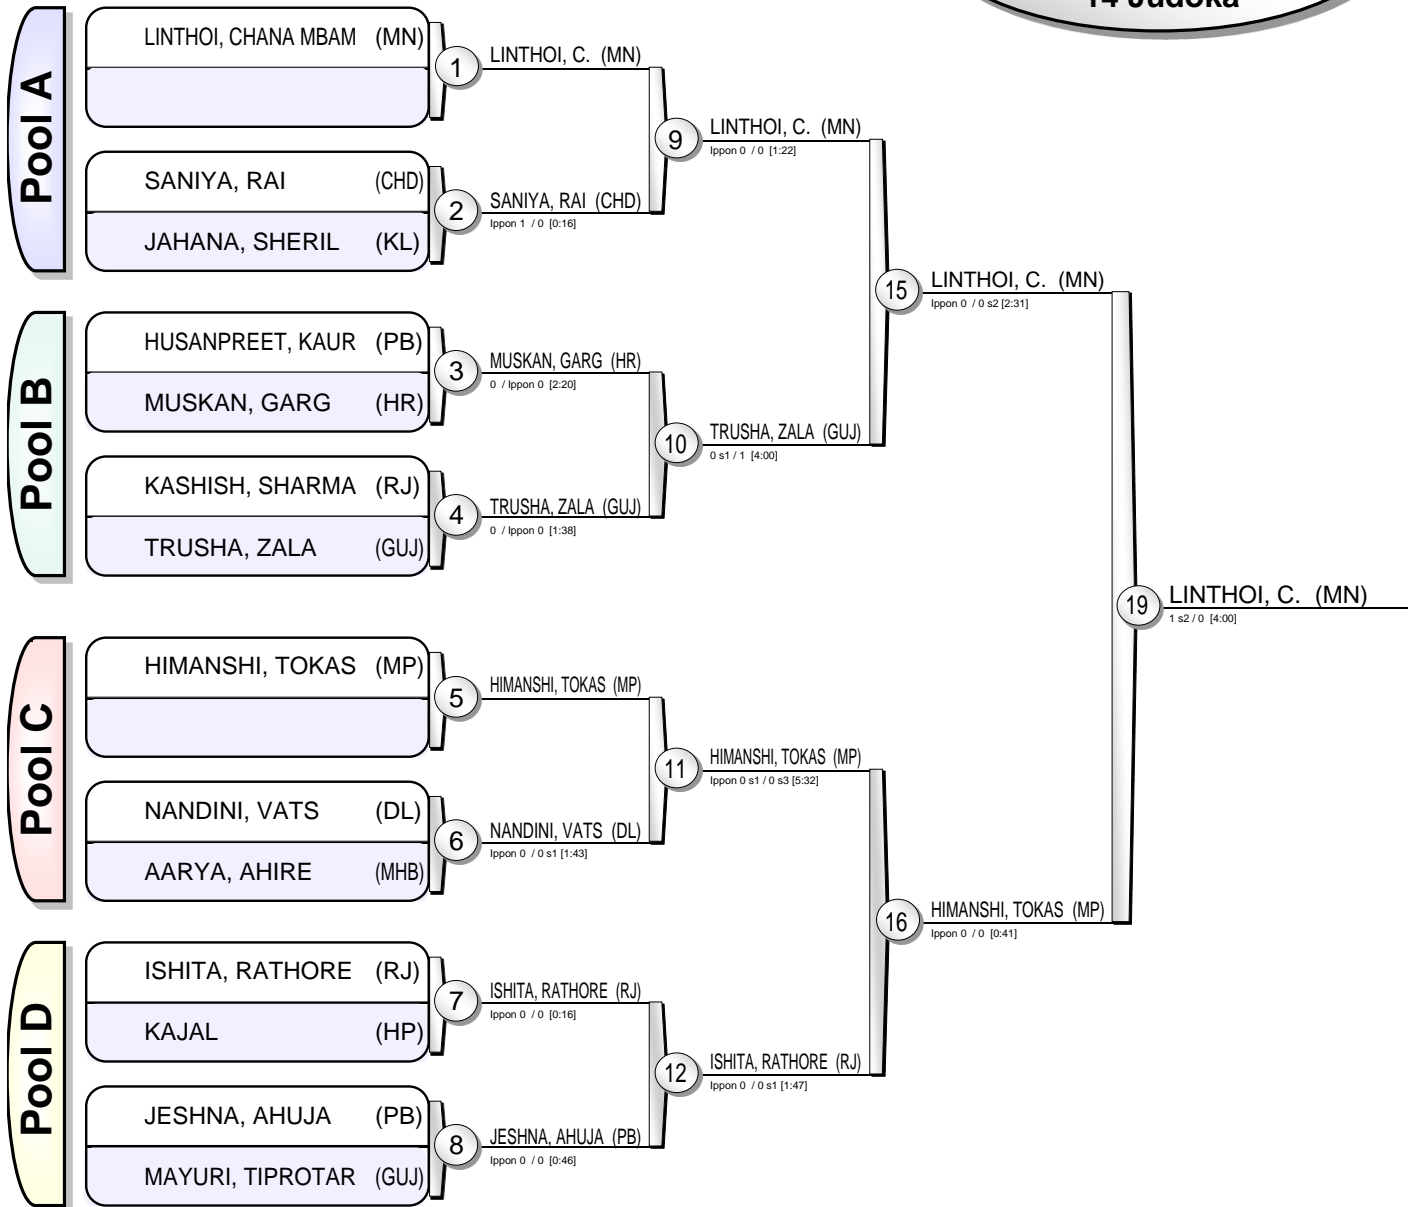 14 Judoka
Pool A
LINTHOI, CHANA MBAM (MN)
1
LINTHOI, C. (MN)
SANIYA, RAI (CHD)
JAHANA, SHERIL (KL)
2
SANIYA, RAI (CHD)
Ippon 1 / 0 [0:16]
9
LINTHOI, C. (MN)
Ippon 0 / 0 [1:22]
Pool B
HUSANPREET, KAUR (PB)
MUSKAN, GARG (HR)
3
MUSKAN, GARG (HR)
0 / Ippon 0 [2:20]
KASHISH, SHARMA (RJ)
TRUSHA, ZALA (GUJ)
4
TRUSHA, ZALA (GUJ)
0 / Ippon 0 [1:38]
10
TRUSHA, ZALA (GUJ)
0 s1 / 1 [4:00]
15
LINTHOI, C. (MN)
Ippon 0 / 0 s2 [2:31]
Pool C
HIMANSHI, TOKAS (MP)
5
HIMANSHI, TOKAS (MP)
NANDINI, VATS (DL)
AARYA, AHIRE (MHB)
6
NANDINI, VATS (DL)
Ippon 0 / 0 s1 [1:43]
11
HIMANSHI, TOKAS (MP)
Ippon 0 s1 / 0 s3 [5:32]
Pool D
ISHITA, RATHORE (RJ)
KAJAL (HP)
7
ISHITA, RATHORE (RJ)
Ippon 0 / 0 [0:16]
JESHNA, AHUJA (PB)
MAYURI, TIPROTAR (GUJ)
8
JESHNA, AHUJA (PB)
Ippon 0 / 0 [0:46]
12
ISHITA, RATHORE (RJ)
Ippon 0 / 0 s1 [1:47]
16
HIMANSHI, TOKAS (MP)
Ippon 0 / 0 [0:41]
19
LINTHOI, C. (MN)
1 s2 / 0 [4:00]